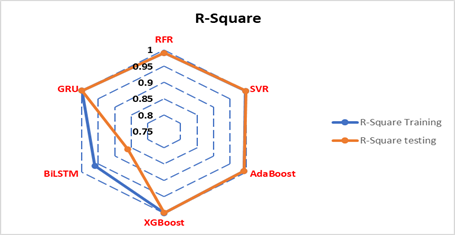 R-Square
RFR
1
0.95
0.9
0.85
0.8
0.75
GRU
SVR
R-Square Training
R-Square testing
BiLSTM
AdaBoost
XGBoost